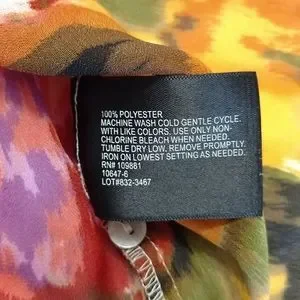 100% POLYESTER
MACHINE WASH COLD GENTLE CYCLE.
WITH LIKE COLORS. USE ONLY NON-
CHLORINE BLEACH WHEN NEEDED.
TUMBLE DRY LOW. REMOVE PROMPTLY.
IRON ON LOWEST SETTING AS NEEDED.
RN# 109881
10647-6
LOT#832-3467